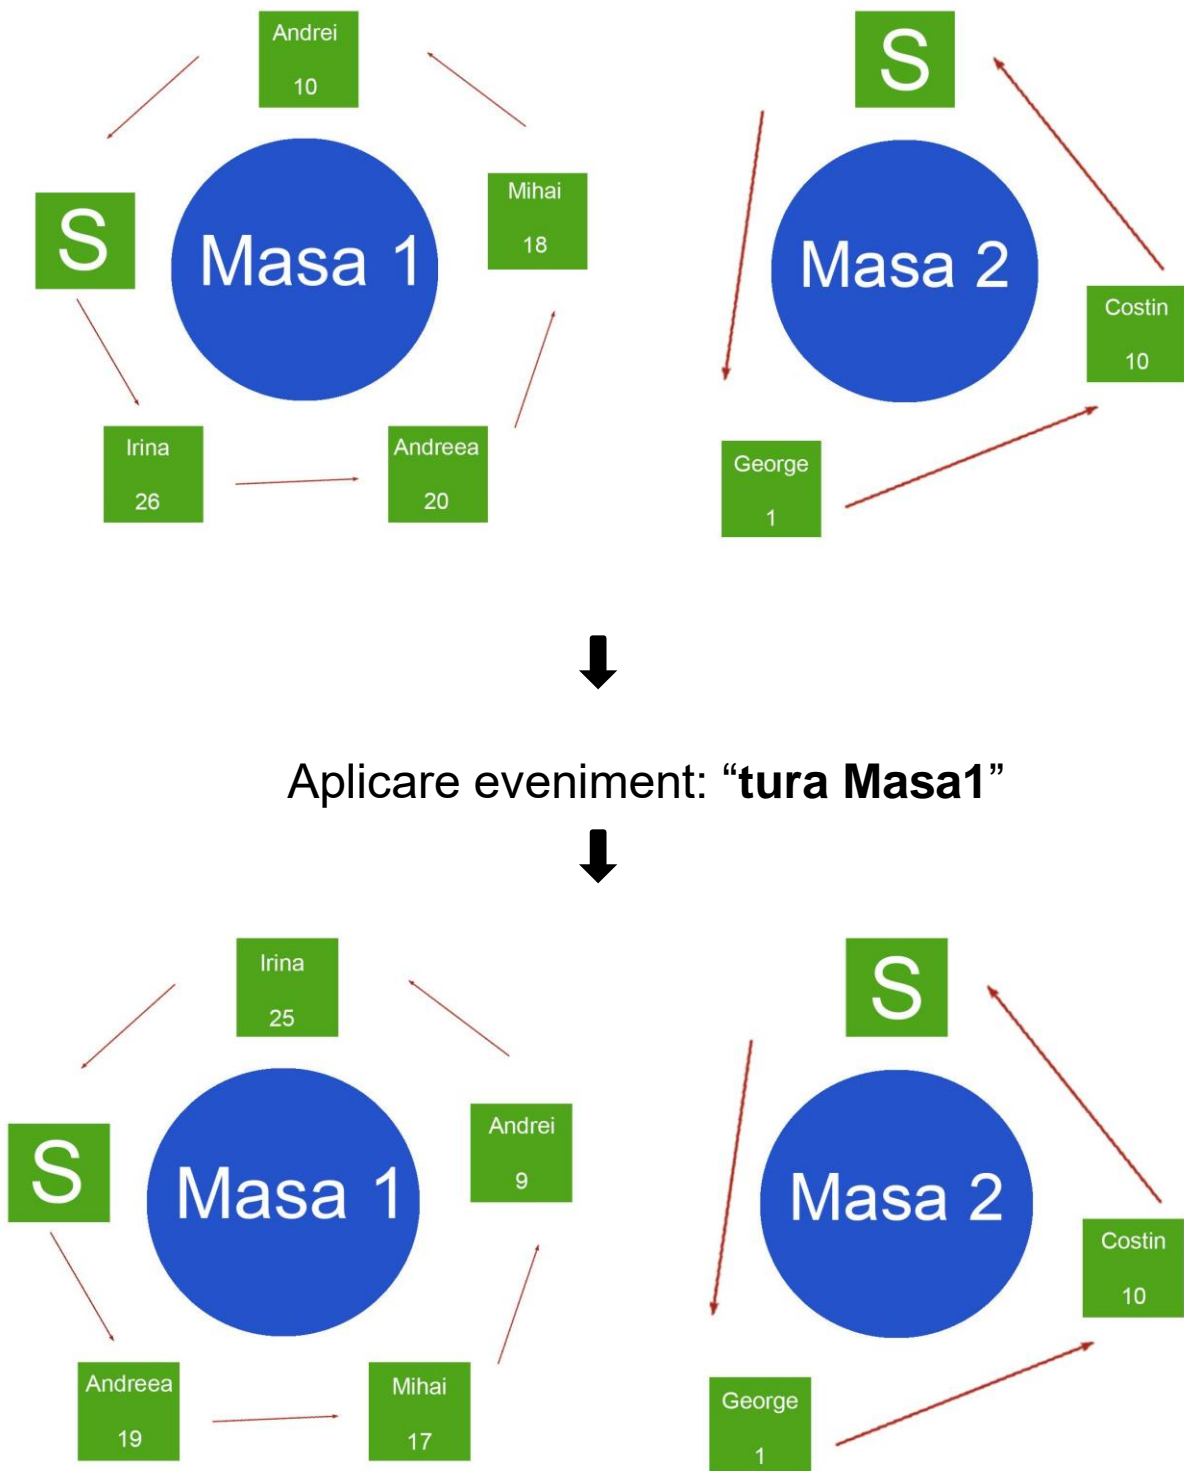 Andrei
10
S
Masa 1
Mihai
18
Irina
26
Andreea
20
S
Masa 2
Costin
10
George
1
Aplicare eveniment: “tura Masa1”
Irina
25
S
Masa 1
Andrei
9
Andreea
19
Mihai
17
S
Masa 2
Costin
10
George
1